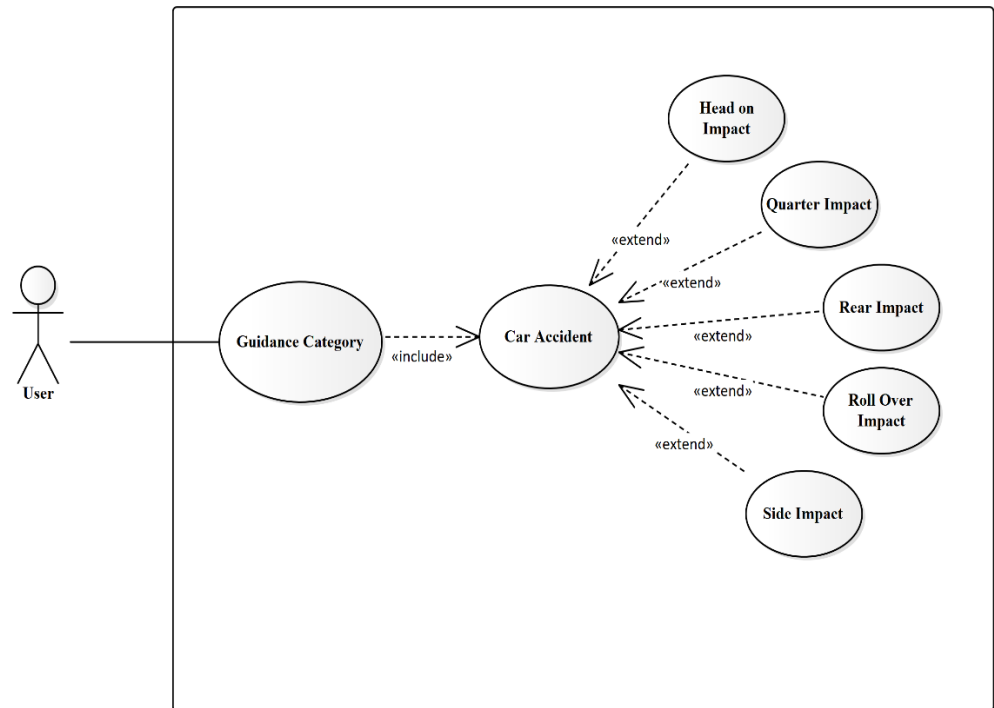 Head on
Impact
Quarter Impact
«extend»
«extend»
Rear Impact
User
Guidance Category
«include»
Car Accident
«extend»
«extend»
Roll Over
Impact
«extend»
Side Impact